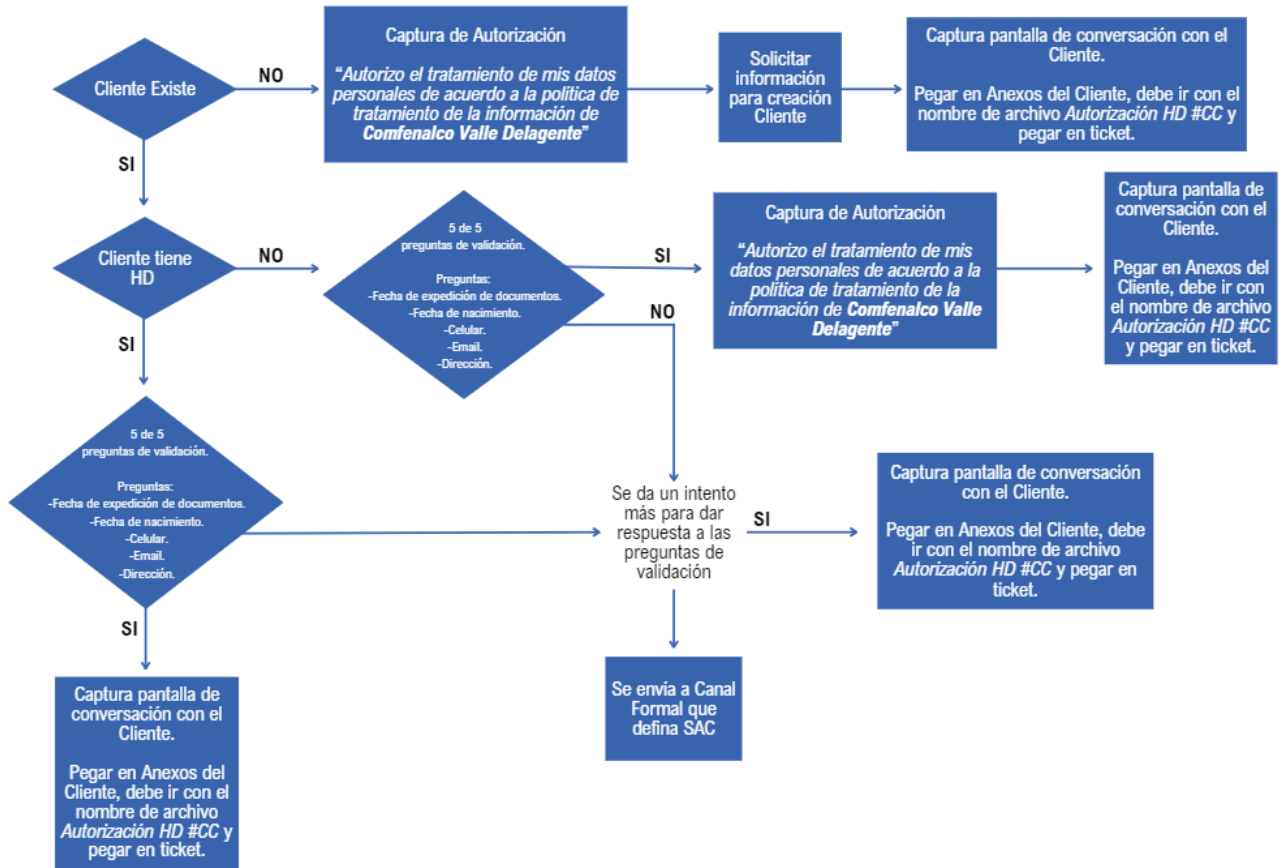 Cliente Existe
NO
SI
Captura de Autorización
“Autorizo el tratamiento de mis datos
personales de acuerdo a la política de
tratamiento de la información de
Comfenalco Valle Delagente”
Solicitar
información
para creación
Cliente
Captura pantalla de conversación con el
Cliente.
Pegar en Anexos del Cliente, debe ir con el
nombre de archivo Autorización HD #CC y
pegar en ticket.
Cliente tiene
HD
NO
SI
5 de 5
preguntas de validación.
Preguntas:
-Fecha de expedición de documentos.
-Fecha de nacimiento.
-Celular.
-Email.
-Dirección.
SI
NO
Captura de Autorización
“Autorizo el tratamiento de mis
datos personales de acuerdo a la
política de tratamiento de la
información de Comfenalco Valle
Delagente”
Captura pantalla de
conversación con el
Cliente.
Pegar en Anexos del
Cliente, debe ir con
el nombre de archivo
Autorización HD #CC
y pegar en ticket.
5 de 5
preguntas de validación.
Preguntas:
-Fecha de expedición de documentos.
-Fecha de nacimiento.
-Celular.
-Email.
-Dirección.
SI
Se da un intento
más para dar
respuesta a las
preguntas de
validación
SI
Captura pantalla de conversación
con el Cliente.
Pegar en Anexos del Cliente, debe
ir con el nombre de archivo
Autorización HD #CC y pegar en
ticket.
Se envía a Canal
Formal que
defina SAC
Captura pantalla de
conversación con el
Cliente.
Pegar en Anexos del
Cliente, debe ir con el
nombre de archivo
Autorización HD #CC y
pegar en ticket.